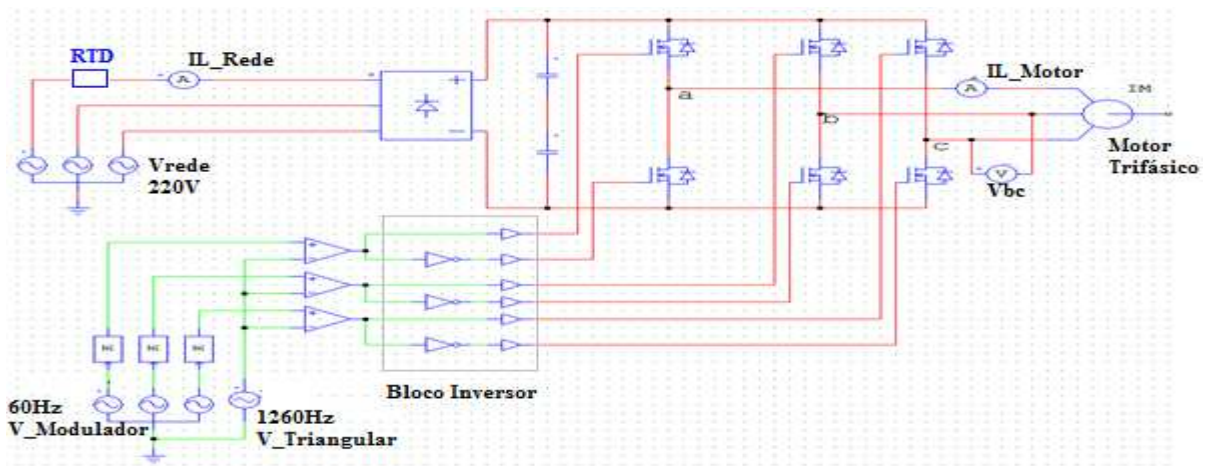 RTD
IL_Rede
A
Vrede
220V
a
b
c
IL_Motor
A
IM
Motor
Trifásico
V
Vbc
Bloco Inversor
60Hz
V_Modulador
1260Hz
V_Triangular